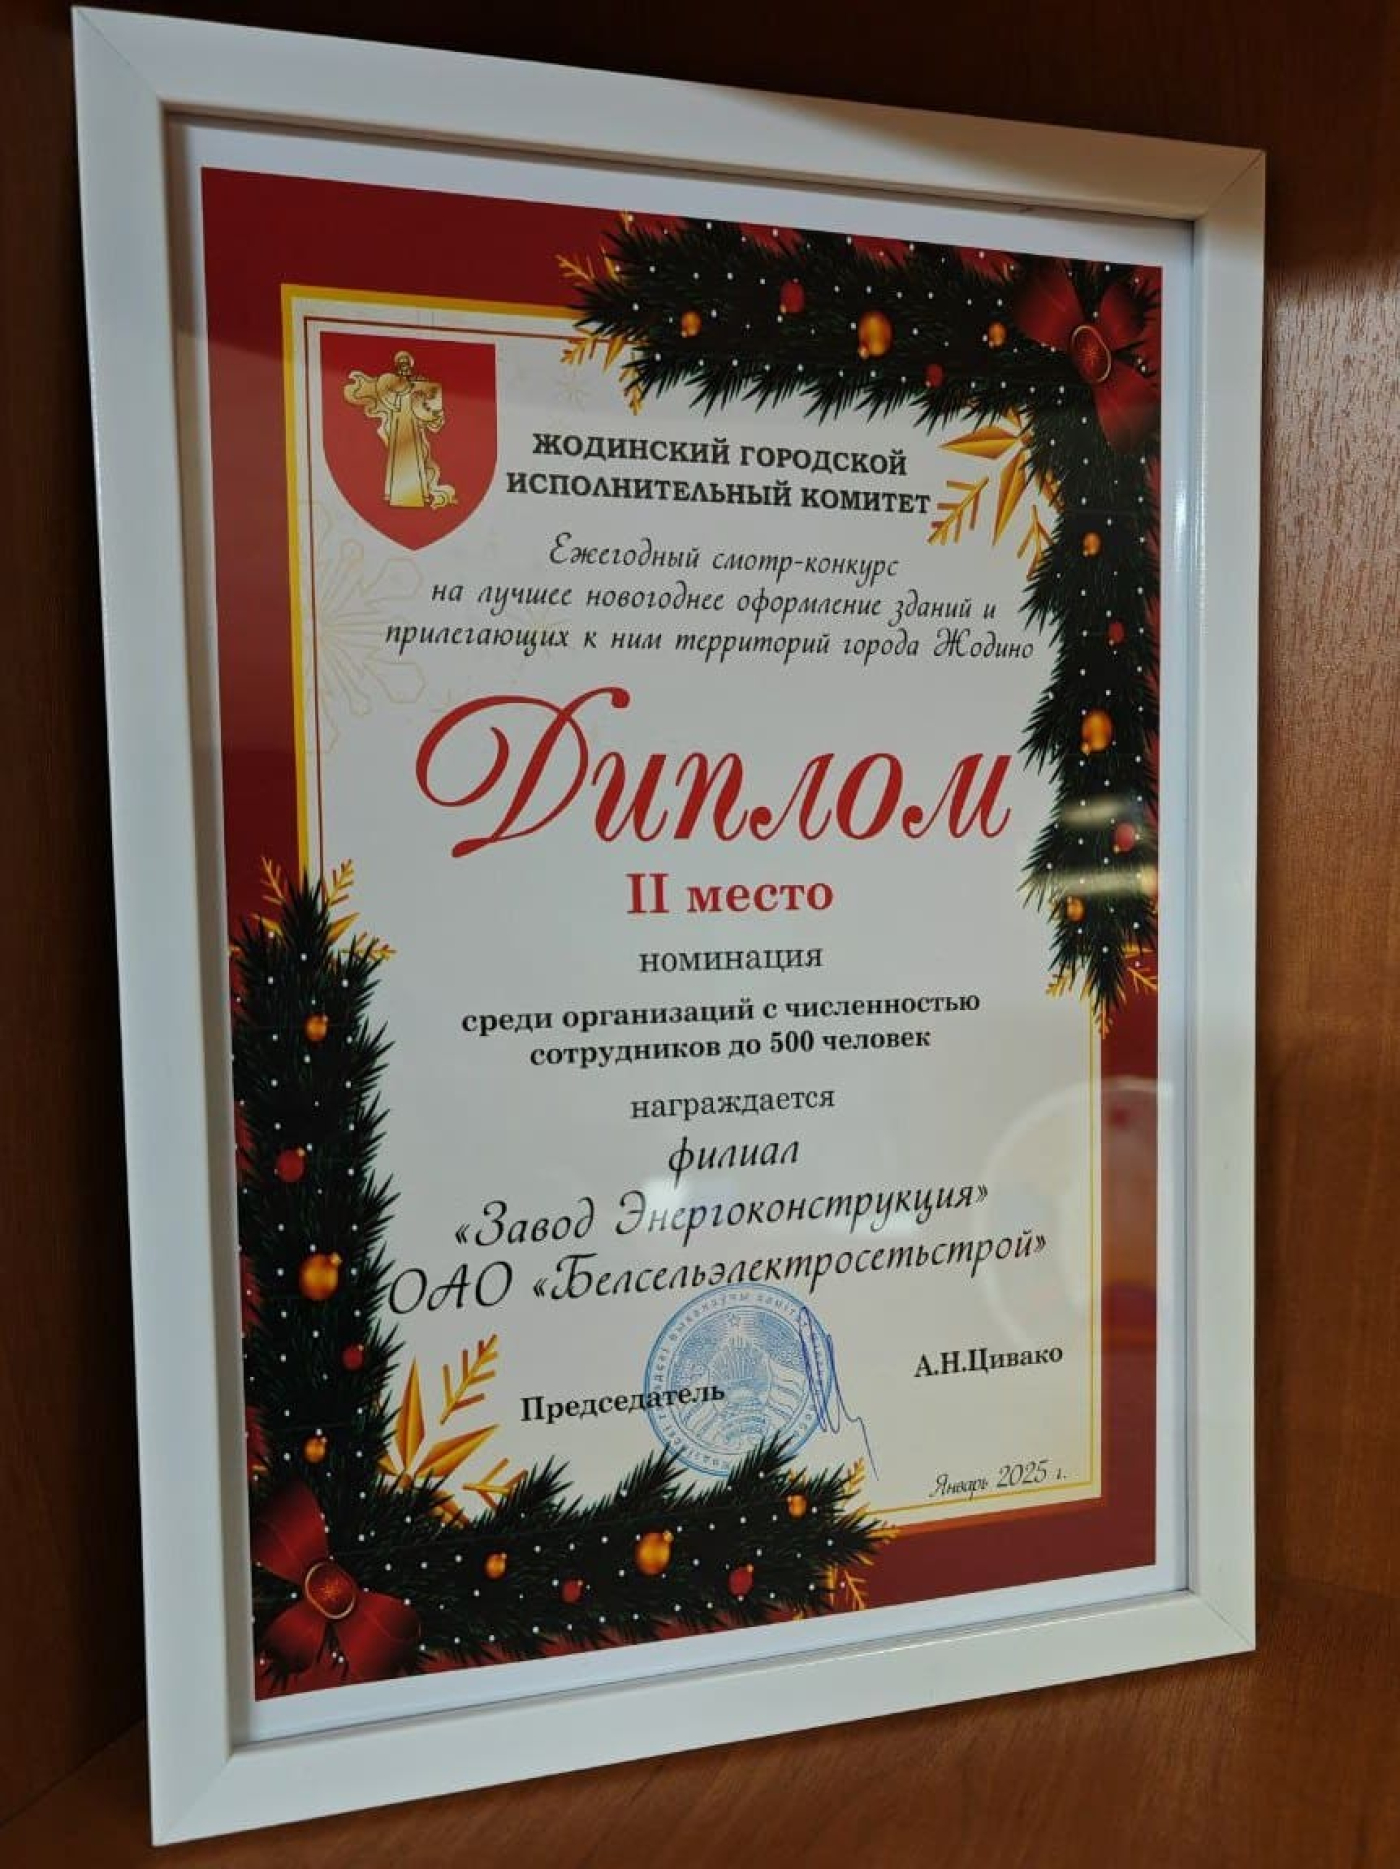 ЖОДИНСКИЙ ГОРОДСКОЙ
ИСПОЛНИТЕЛЬНЫЙ КОМИТЕТ
Ежегодный смотр-конкурс
на лучшее новогоднее оформление зданий и
прилегающих к ним территорий города Жодино
Диплом
II место
номинация
среди организаций с численностью
сотрудников до 500 человек
награждается
филиал
«Завод Энергоконструкция»
ОАО «Белсельэлектросетьстрой»
Председатель
А.Н.Цивако
Январь 2025 г.